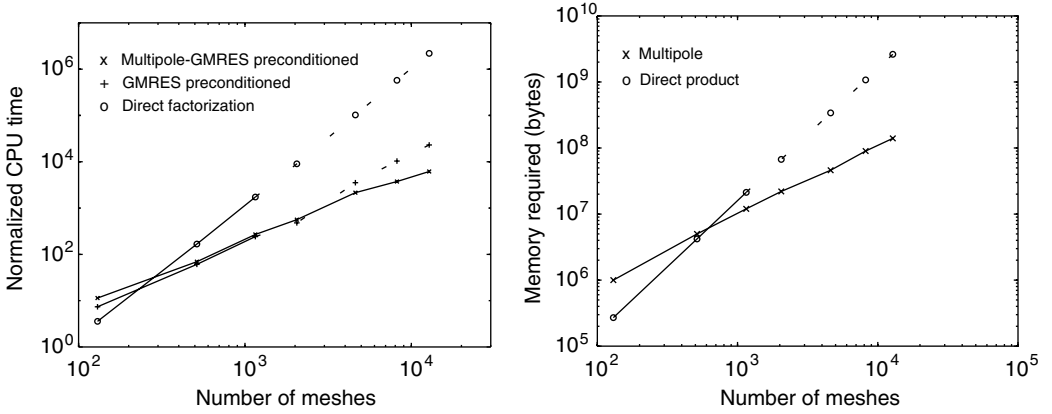 Normalized CPU time
10^6
10^4
10^2
10^0
x Multipole-GMRES preconditioned
+ GMRES preconditioned
o Direct factorization
10^2
10^3
10^4
Number of meshes
Memory required (bytes)
10^10
10^9
10^8
10^7
10^6
10^5
x Multipole
o Direct product
10^2
10^3
10^4
10^5
Number of meshes